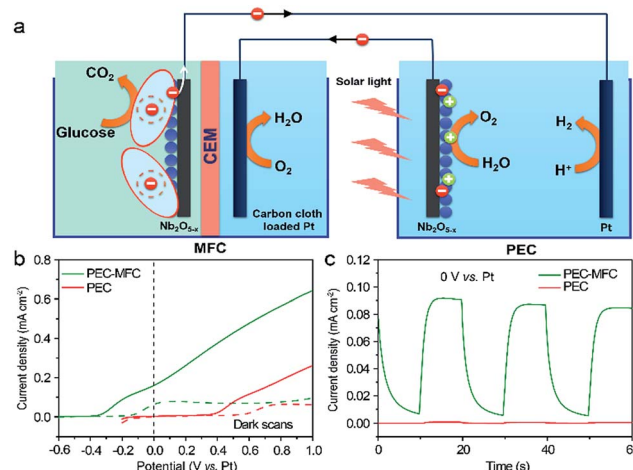 a
CO2
Glucose
CEM
H2O
O2
Carbon cloth
loaded Pt
Nb2O5-x
MFC
Solar light
O2
H2O
Nb2O5-x
H2
H+
Pt
PEC
b
PEC-MFC
PEC
Current density (mA cm-2)
0.8
0.6
0.4
0.2
0.0
Dark scans
-0.6 -0.4 -0.2 0.0 0.2 0.4 0.6 0.8 1.0
Potential (V vs. Pt)
c
0 V vs. Pt
PEC-MFC
PEC
Current density (mA cm-2)
0.12
0.10
0.08
0.06
0.04
0.02
0.00
0 20 40 6
Time (s)